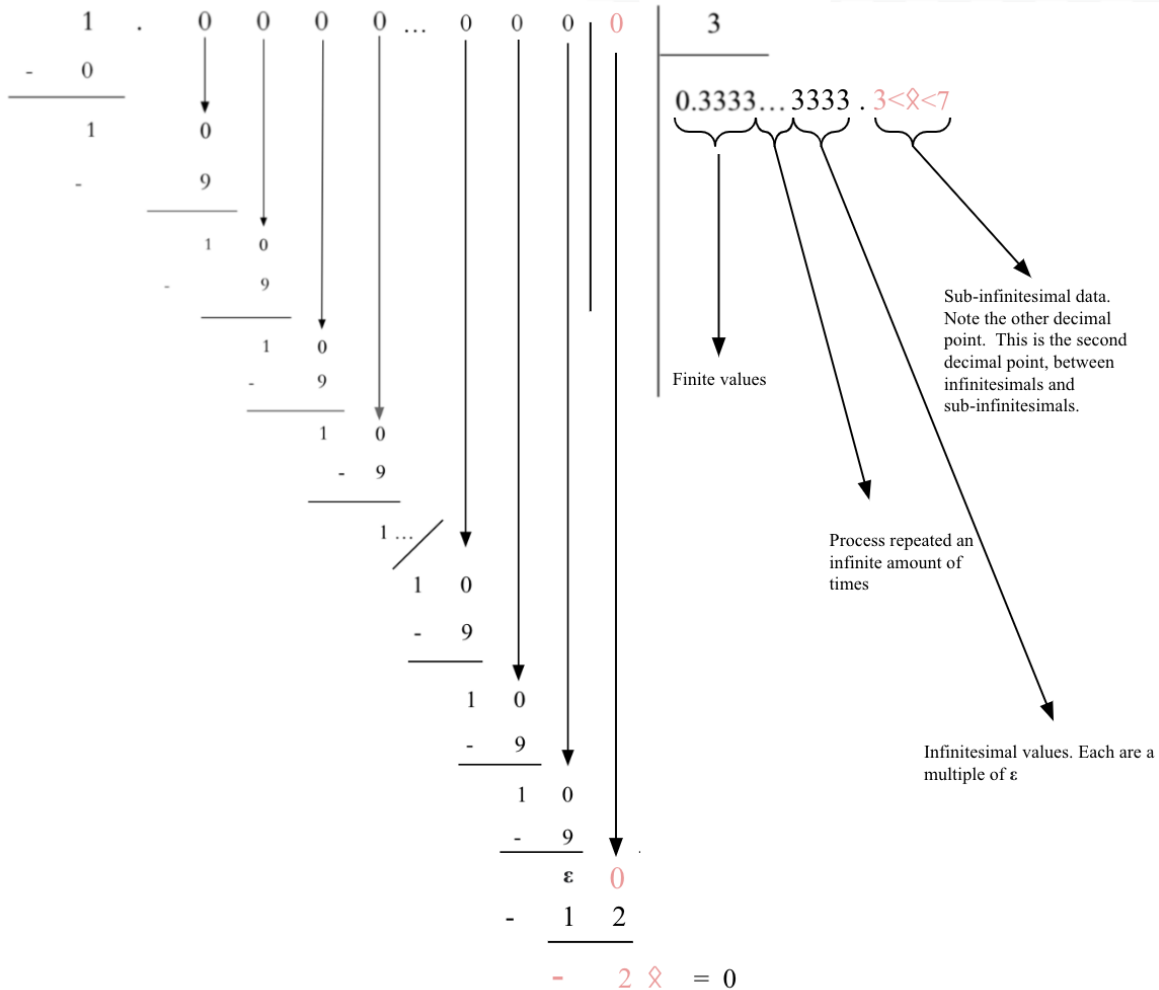 1 . 0 0 0 0 ... 0 0 0 0 3
- 0
0.3333...3333 . 3<ᛟ<7
1 0
- 9
1 0
- 9
Sub-infinitesimal data.
Note the other decimal
point. This is the second
decimal point, between
infinitesimals and
sub-infinitesimals.
1 0
- 9
Finite values
1 0
- 9
1 ...
Process repeated an
infinite amount of
times
1 0
- 9
1 0
- 9
Infinitesimal values. Each are a
multiple of ε
1 0
- 9
ε 0
- 1 2
- 2 ᛟ = 0